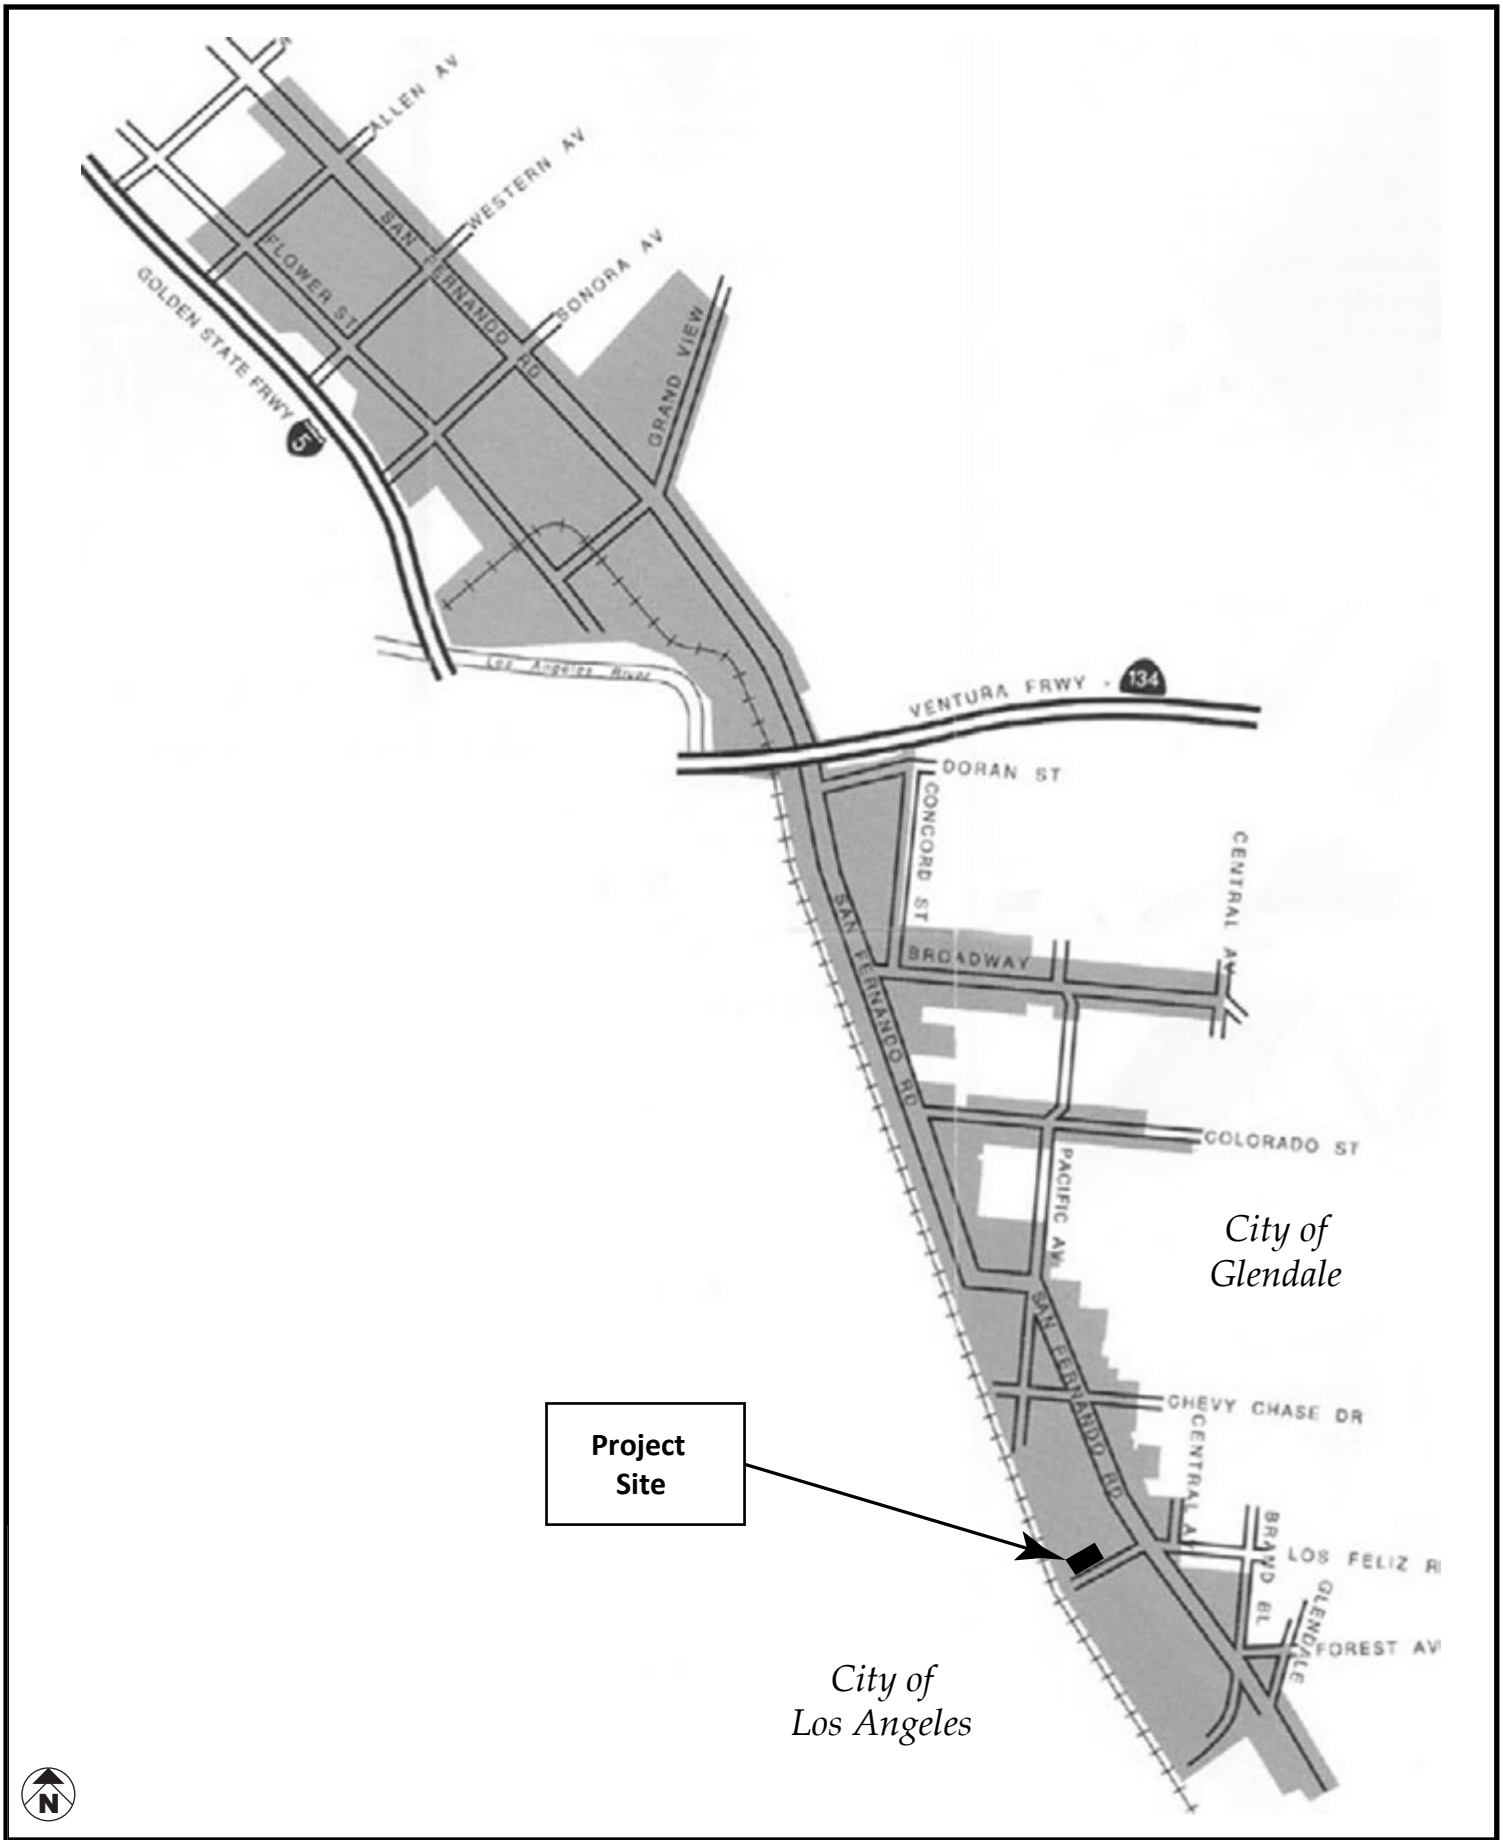 ALLEN AV
WESTERN AV
SONORA AV
SAN FERNANDO RD
FLOWER ST
GRAND VIEW
GOLDEN STATE FRWY
5
Los Angeles River
VENTURA FRWY - 134
DORAN ST
CONCORD ST
CENTRAL AV
SAN FERNANDO RD
BROADWAY
COLORADO ST
PACIFIC AV
City of
Glendale
SAN FERNANDO RD
CHEVY CHASE DR
CENTRAL AV
Project
Site
BRAND BL
LOS FELIZ R
GLENDALE
FOREST AV
City of
Los Angeles
N